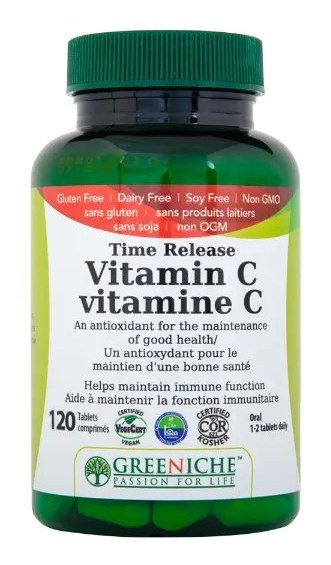 Gluten Free | Dairy Free | Soy Free | Non GMO
sans gluten | sans produits laitiers
sans soja | non OGM
Time Release
Vitamin C
vitamine C
An antioxidant for the maintenance
of good health/
Un antioxydant pour le
maintien d'une bonne santé
Helps maintain immune function
Aide à maintenir la fonction immunitaire
120 Tablets
comprimés
CERTIFIED
VegeCert
VEGAN
CERTIFIED
COR
KOSHER
Oral
1-2 tablets daily
GREENICHE™
PASSION FOR LIFE